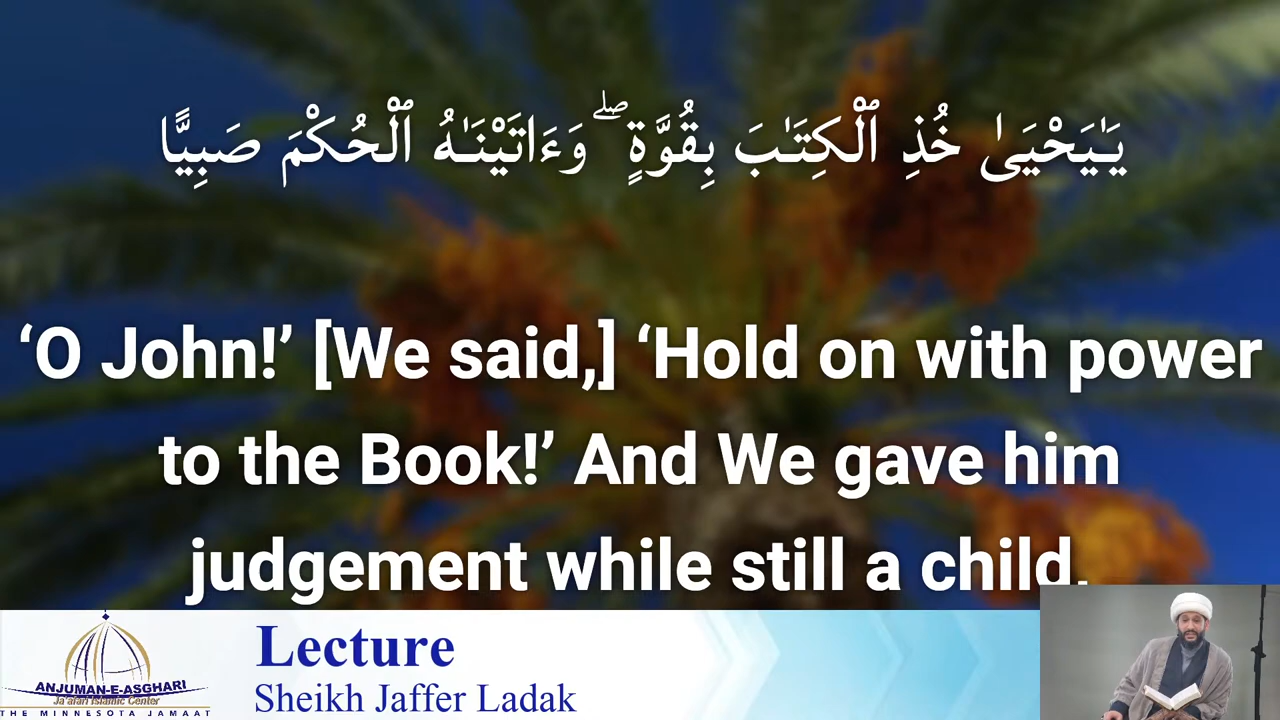 يَـٰيَحْيَىٰ خُذِ ٱلْكِتَـٰبَ بِقُوَّةٍ ۖ وَءَاتَيْنَـٰهُ ٱلْحُكْمَ صَبِيًّا
‘O John!’ [We said,] ‘Hold on with power
to the Book!’ And We gave him
judgement while still a child.
Lecture
Sheikh Jaffer Ladak
ANJUMAN-E-ASGHARI
Ja'afari Islamic Center
THE MINNESOTA JAMAAT